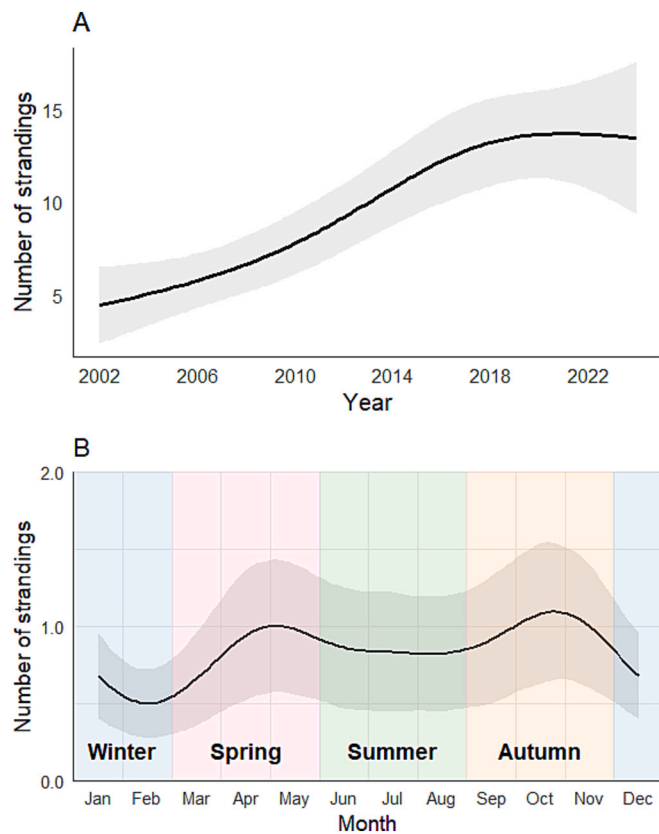 A
Number of strandings
15
10
5
2002 2006 2010 2014 2018 2022
Year
B
Number of strandings
2.0
1.0
0.0
Winter Spring Summer Autumn
Jan Feb Mar Apr May Jun Jul Aug Sep Oct Nov Dec
Month